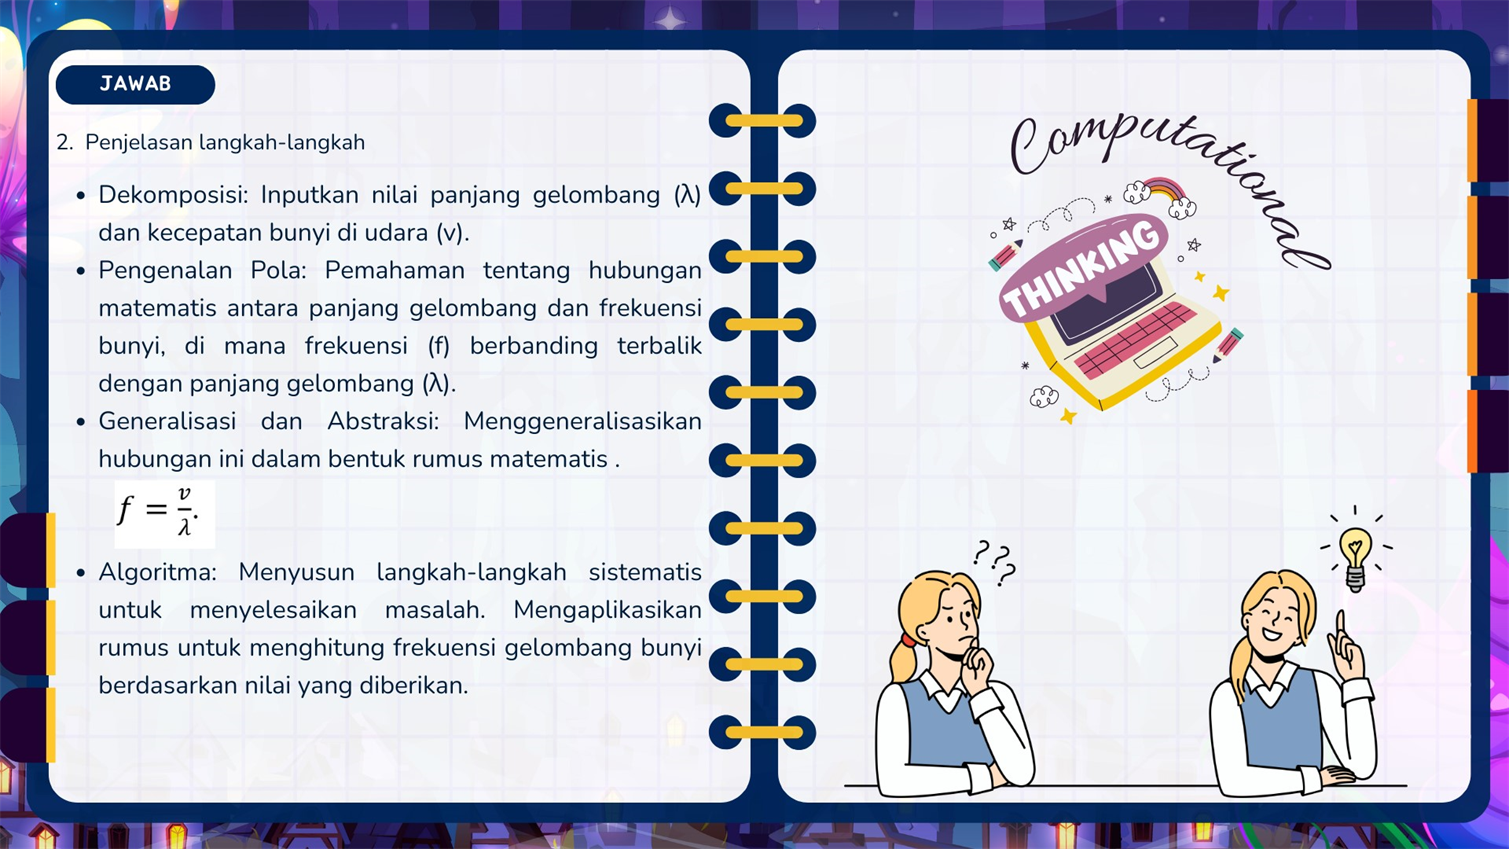 JAWAB
2. Penjelasan langkah-langkah
• Dekomposisi: Inputkan nilai panjang gelombang (λ)
dan kecepatan bunyi di udara (v).
• Pengenalan Pola: Pemahaman tentang hubungan
matematis antara panjang gelombang dan frekuensi
bunyi, di mana frekuensi (f) berbanding terbalik
dengan panjang gelombang (λ).
• Generalisasi dan Abstraksi: Menggeneralisasikan
hubungan ini dalam bentuk rumus matematis .
f = v/λ.
• Algoritma: Menyusun langkah-langkah sistematis
untuk menyelesaikan masalah. Mengaplikasikan
rumus untuk menghitung frekuensi gelombang bunyi
berdasarkan nilai yang diberikan.
Computational
THINKING
???